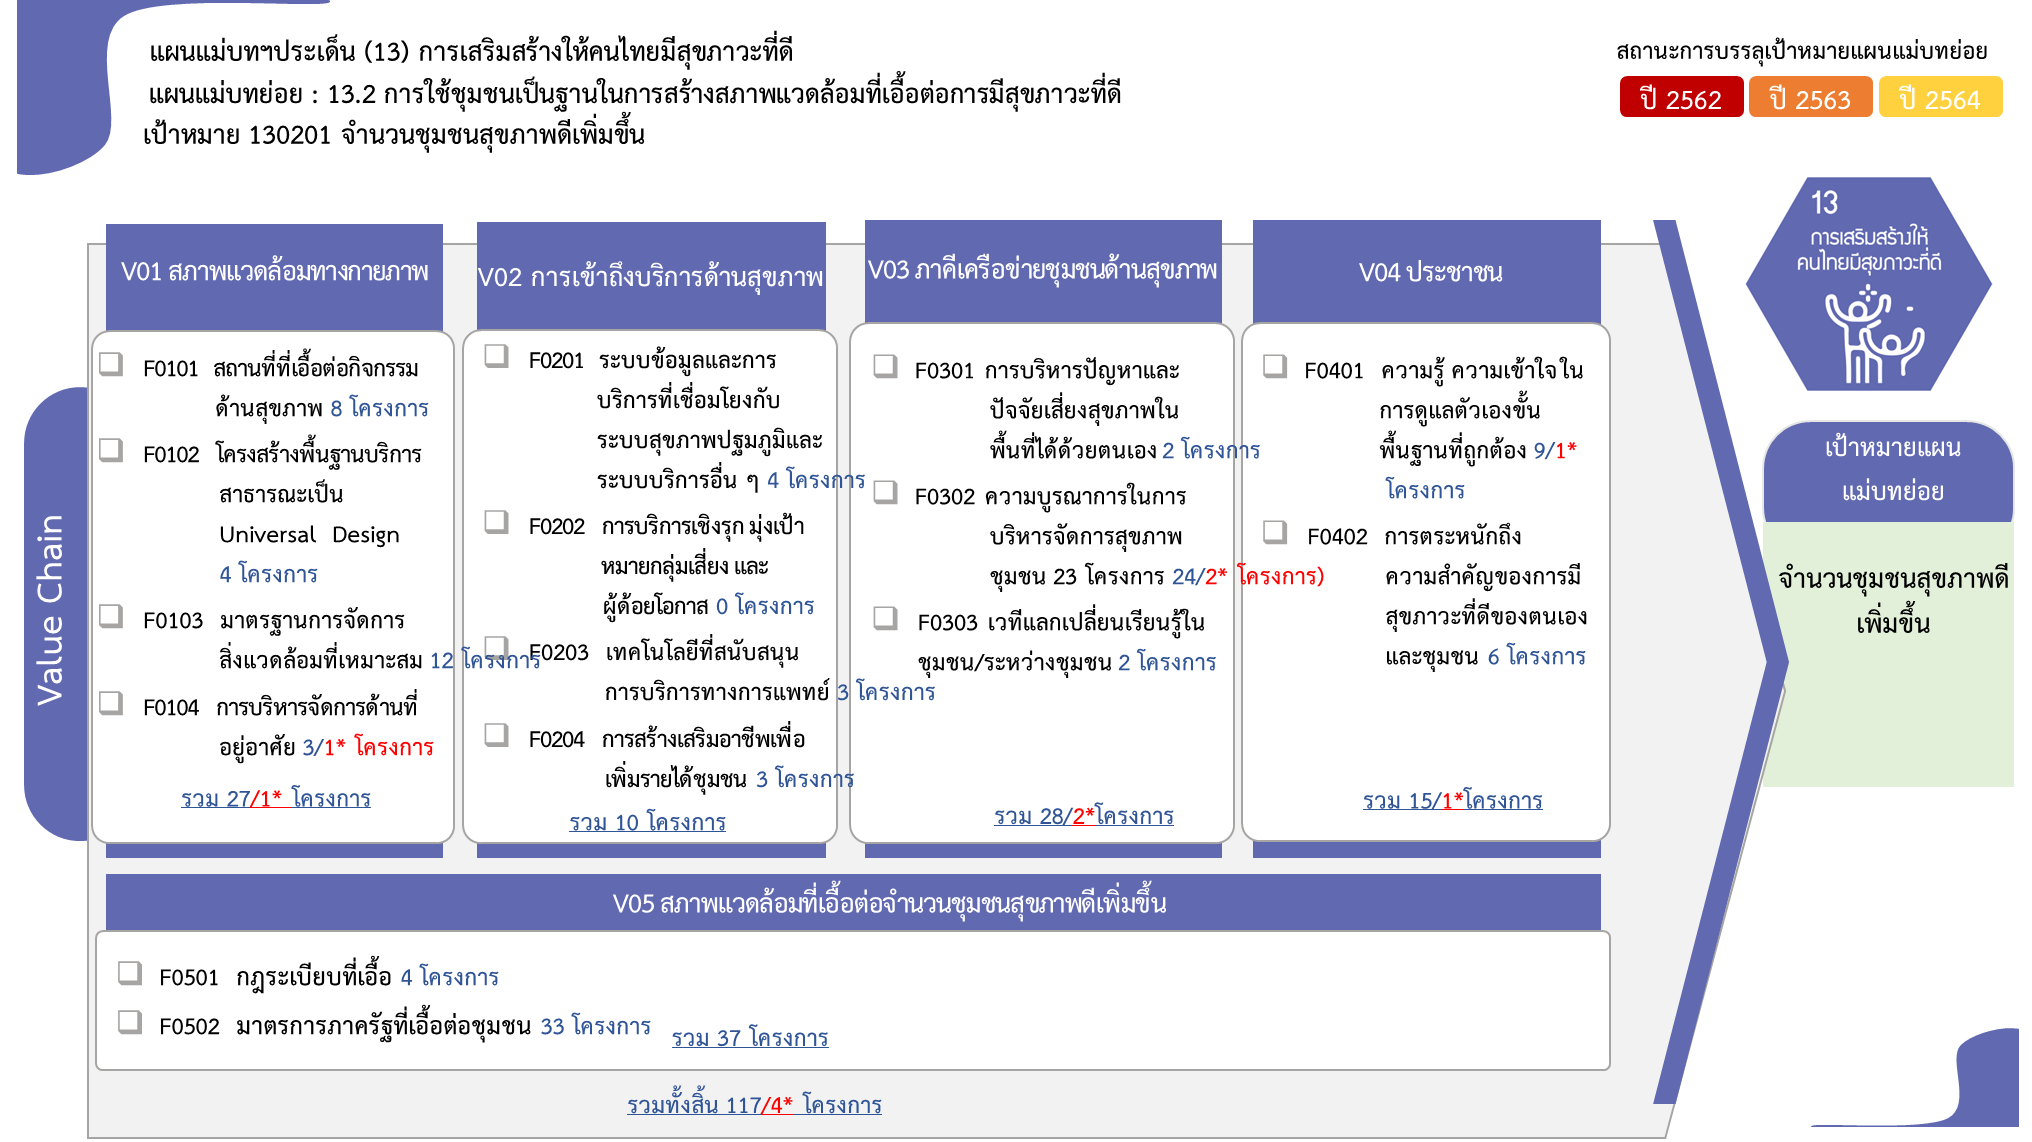 แผนแม่บทฯประเด็น (13) การเสริมสร้างให้คนไทยมีสุขภาวะที่ดี
แผนแม่บทย่อย : 13.2 การใช้ชุมชนเป็นฐานในการสร้างสภาพแวดล้อมที่เอื้อต่อการมีสุขภาวะที่ดี
เป้าหมาย 130201 จำนวนชุมชนสุขภาพดีเพิ่มขึ้น
สถานะการบรรลุเป้าหมายแผนแม่บทย่อย
ปี 2562 ปี 2563 ปี 2564
13
การเสริมสร้างให้
คนไทยมีสุขภาวะที่ดี
Value Chain
V01 สภาพแวดล้อมทางกายภาพ
F0101 สถานที่ที่เอื้อต่อกิจกรรม
ด้านสุขภาพ 8 โครงการ
F0102 โครงสร้างพื้นฐานบริการ
สาธารณะเป็น
Universal Design
4 โครงการ
F0103 มาตรฐานการจัดการ
สิ่งแวดล้อมที่เหมาะสม 12 โครงการ
F0104 การบริหารจัดการด้านที่
อยู่อาศัย 3/1* โครงการ
รวม 27/1* โครงการ
V02 การเข้าถึงบริการด้านสุขภาพ
F0201 ระบบข้อมูลและการ
บริการที่เชื่อมโยงกับ
ระบบสุขภาพปฐมภูมิและ
ระบบบริการอื่น ๆ 4 โครงการ
F0202 การบริการเชิงรุก มุ่งเป้า
หมายกลุ่มเสี่ยง และ
ผู้ด้อยโอกาส 0 โครงการ
F0203 เทคโนโลยีที่สนับสนุน
การบริการทางการแพทย์ 3 โครงการ
F0204 การสร้างเสริมอาชีพเพื่อ
เพิ่มรายได้ชุมชน 3 โครงการ
รวม 10 โครงการ
V03 ภาคีเครือข่ายชุมชนด้านสุขภาพ
F0301 การบริหารปัญหาและ
ปัจจัยเสี่ยงสุขภาพใน
พื้นที่ได้ด้วยตนเอง 2 โครงการ
F0302 ความบูรณาการในการ
บริหารจัดการสุขภาพ
ชุมชน 23 โครงการ 24/2* โครงการ)
F0303 เวทีแลกเปลี่ยนเรียนรู้ใน
ชุมชน/ระหว่างชุมชน 2 โครงการ
รวม 28/2*โครงการ
V04 ประชาชน
F0401 ความรู้ ความเข้าใจใน
การดูแลตัวเองขั้น
พื้นฐานที่ถูกต้อง 9/1*
โครงการ
F0402 การตระหนักถึง
ความสำคัญของการมี
สุขภาวะที่ดีของตนเอง
และชุมชน 6 โครงการ
รวม 15/1*โครงการ
เป้าหมายแผน
แม่บทย่อย
จำนวนชุมชนสุขภาพดี
เพิ่มขึ้น
V05 สภาพแวดล้อมที่เอื้อต่อจำนวนชุมชนสุขภาพดีเพิ่มขึ้น
F0501 กฎระเบียบที่เอื้อ 4 โครงการ
F0502 มาตรการภาครัฐที่เอื้อต่อชุมชน 33 โครงการ
รวม 37 โครงการ
รวมทั้งสิ้น 117/4* โครงการ